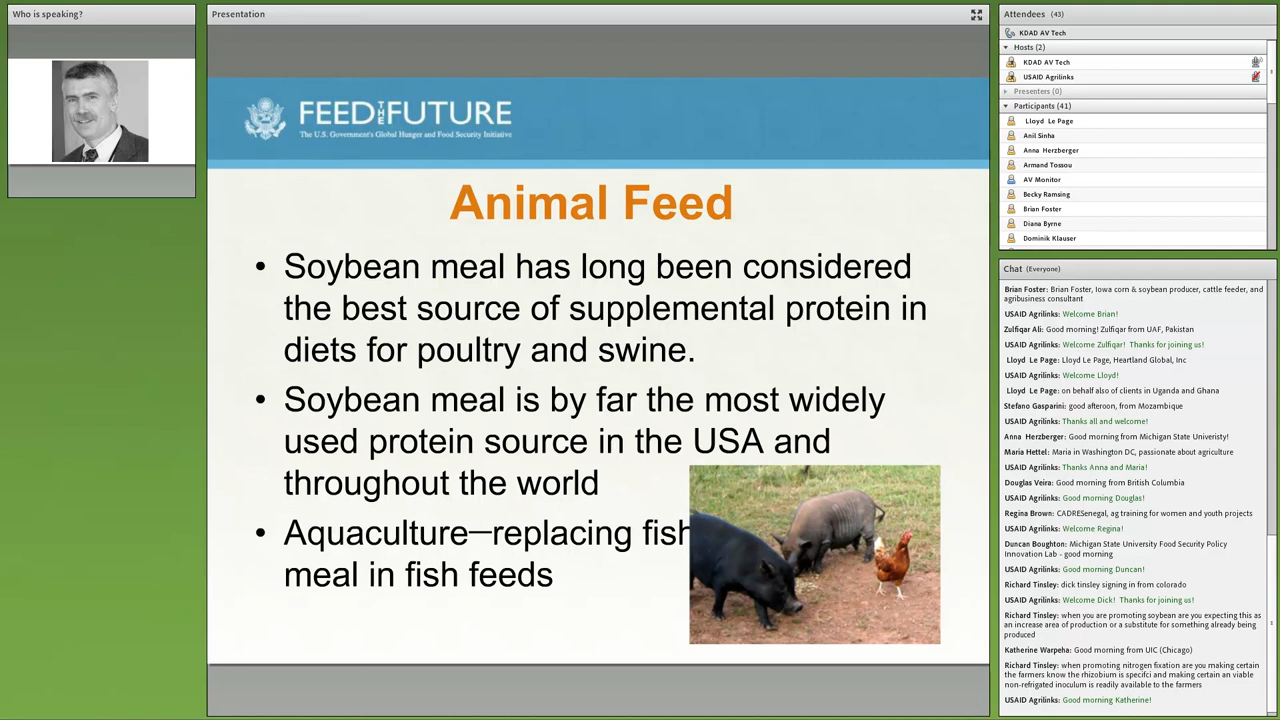 Who is speaking?
Presentation
FEED THE FUTURE
The U.S. Government's Global Hunger and Food Security Initiative
Animal Feed
• Soybean meal has long been considered
the best source of supplemental protein in
diets for poultry and swine.
• Soybean meal is by far the most widely
used protein source in the USA and
throughout the world
• Aquaculture—replacing fish
meal in fish feeds
Attendees (43)
KDAD AV Tech
Hosts (2)
KDAD AV Tech
USAID Agrilinks
Presenters (0)
Participants (41)
Lloyd Le Page
Anil Sinha
Anna Herzberger
Armand Tossou
AV Monitor
Becky Ramsing
Brian Foster
Diana Byrne
Dominik Klauser
Chat (Everyone)
Brian Foster: Brian Foster, Iowa corn & soybean producer, cattle feeder, and
agribusiness consultant
USAID Agrilinks: Welcome Brian!
Zulfiqar Ali: Good morning! Zulfiqar from UAF, Pakistan
USAID Agrilinks: Welcome Zulfiqar! Thanks for joining us!
Lloyd Le Page: Lloyd Le Page, Heartland Global, Inc
USAID Agrilinks: Welcome Lloyd!
Lloyd Le Page: on behalf also of clients in Uganda and Ghana
Stefano Gasparini: good afteroon, from Mozambique
USAID Agrilinks: Thanks all and welcome!
Anna Herzberger: Good morning from Michigan State Univeristy!
Maria Hettel: Maria in Washington DC, passionate about agriculture
USAID Agrilinks: Thanks Anna and Maria!
Douglas Veira: Good morning from British Columbia
USAID Agrilinks: Good morning Douglas!
Regina Brown: CADRESenegal, ag training for women and youth projects
USAID Agrilinks: Welcome Regina!
Duncan Boughton: Michigan State University Food Security Policy
Innovation Lab - good morning
USAID Agrilinks: Good morning Duncan!
Richard Tinsley: dick tinsley signing in from colorado
USAID Agrilinks: Welcome Dick! Thanks for joining us!
Richard Tinsley: when you are promoting soybean are you expecting this as
an increase area of production or a substitute for something already being
produced
Katherine Warpeha: Good morning from UIC (Chicago)
Richard Tinsley: when promoting nitrogen fixation are you making certain
the farmers know the rhizobium is specifci and making certain an viable
non-refrigated inoculum is readily available to the farmers
USAID Agrilinks: Good morning Katherine!